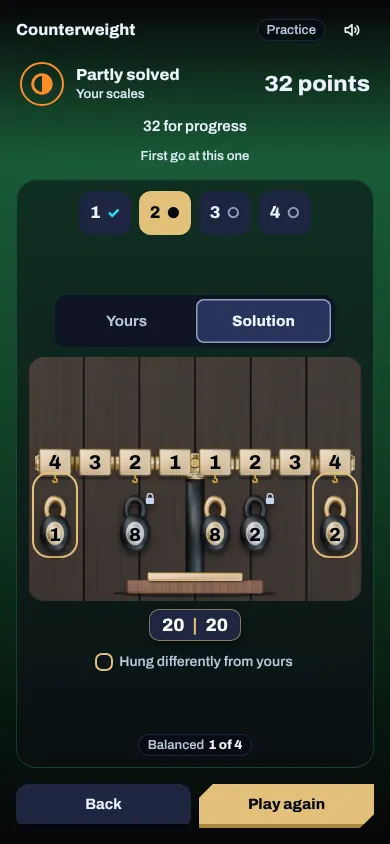 Counterweight
Practice
Partly solved
Your scales
32 points
32 for progress
First go at this one
1 2 3 4
Yours Solution
4 3 2 1 1 2 3 4
1 8 8 2 2
20 | 20
Hung differently from yours
Balanced 1 of 4
Back Play again